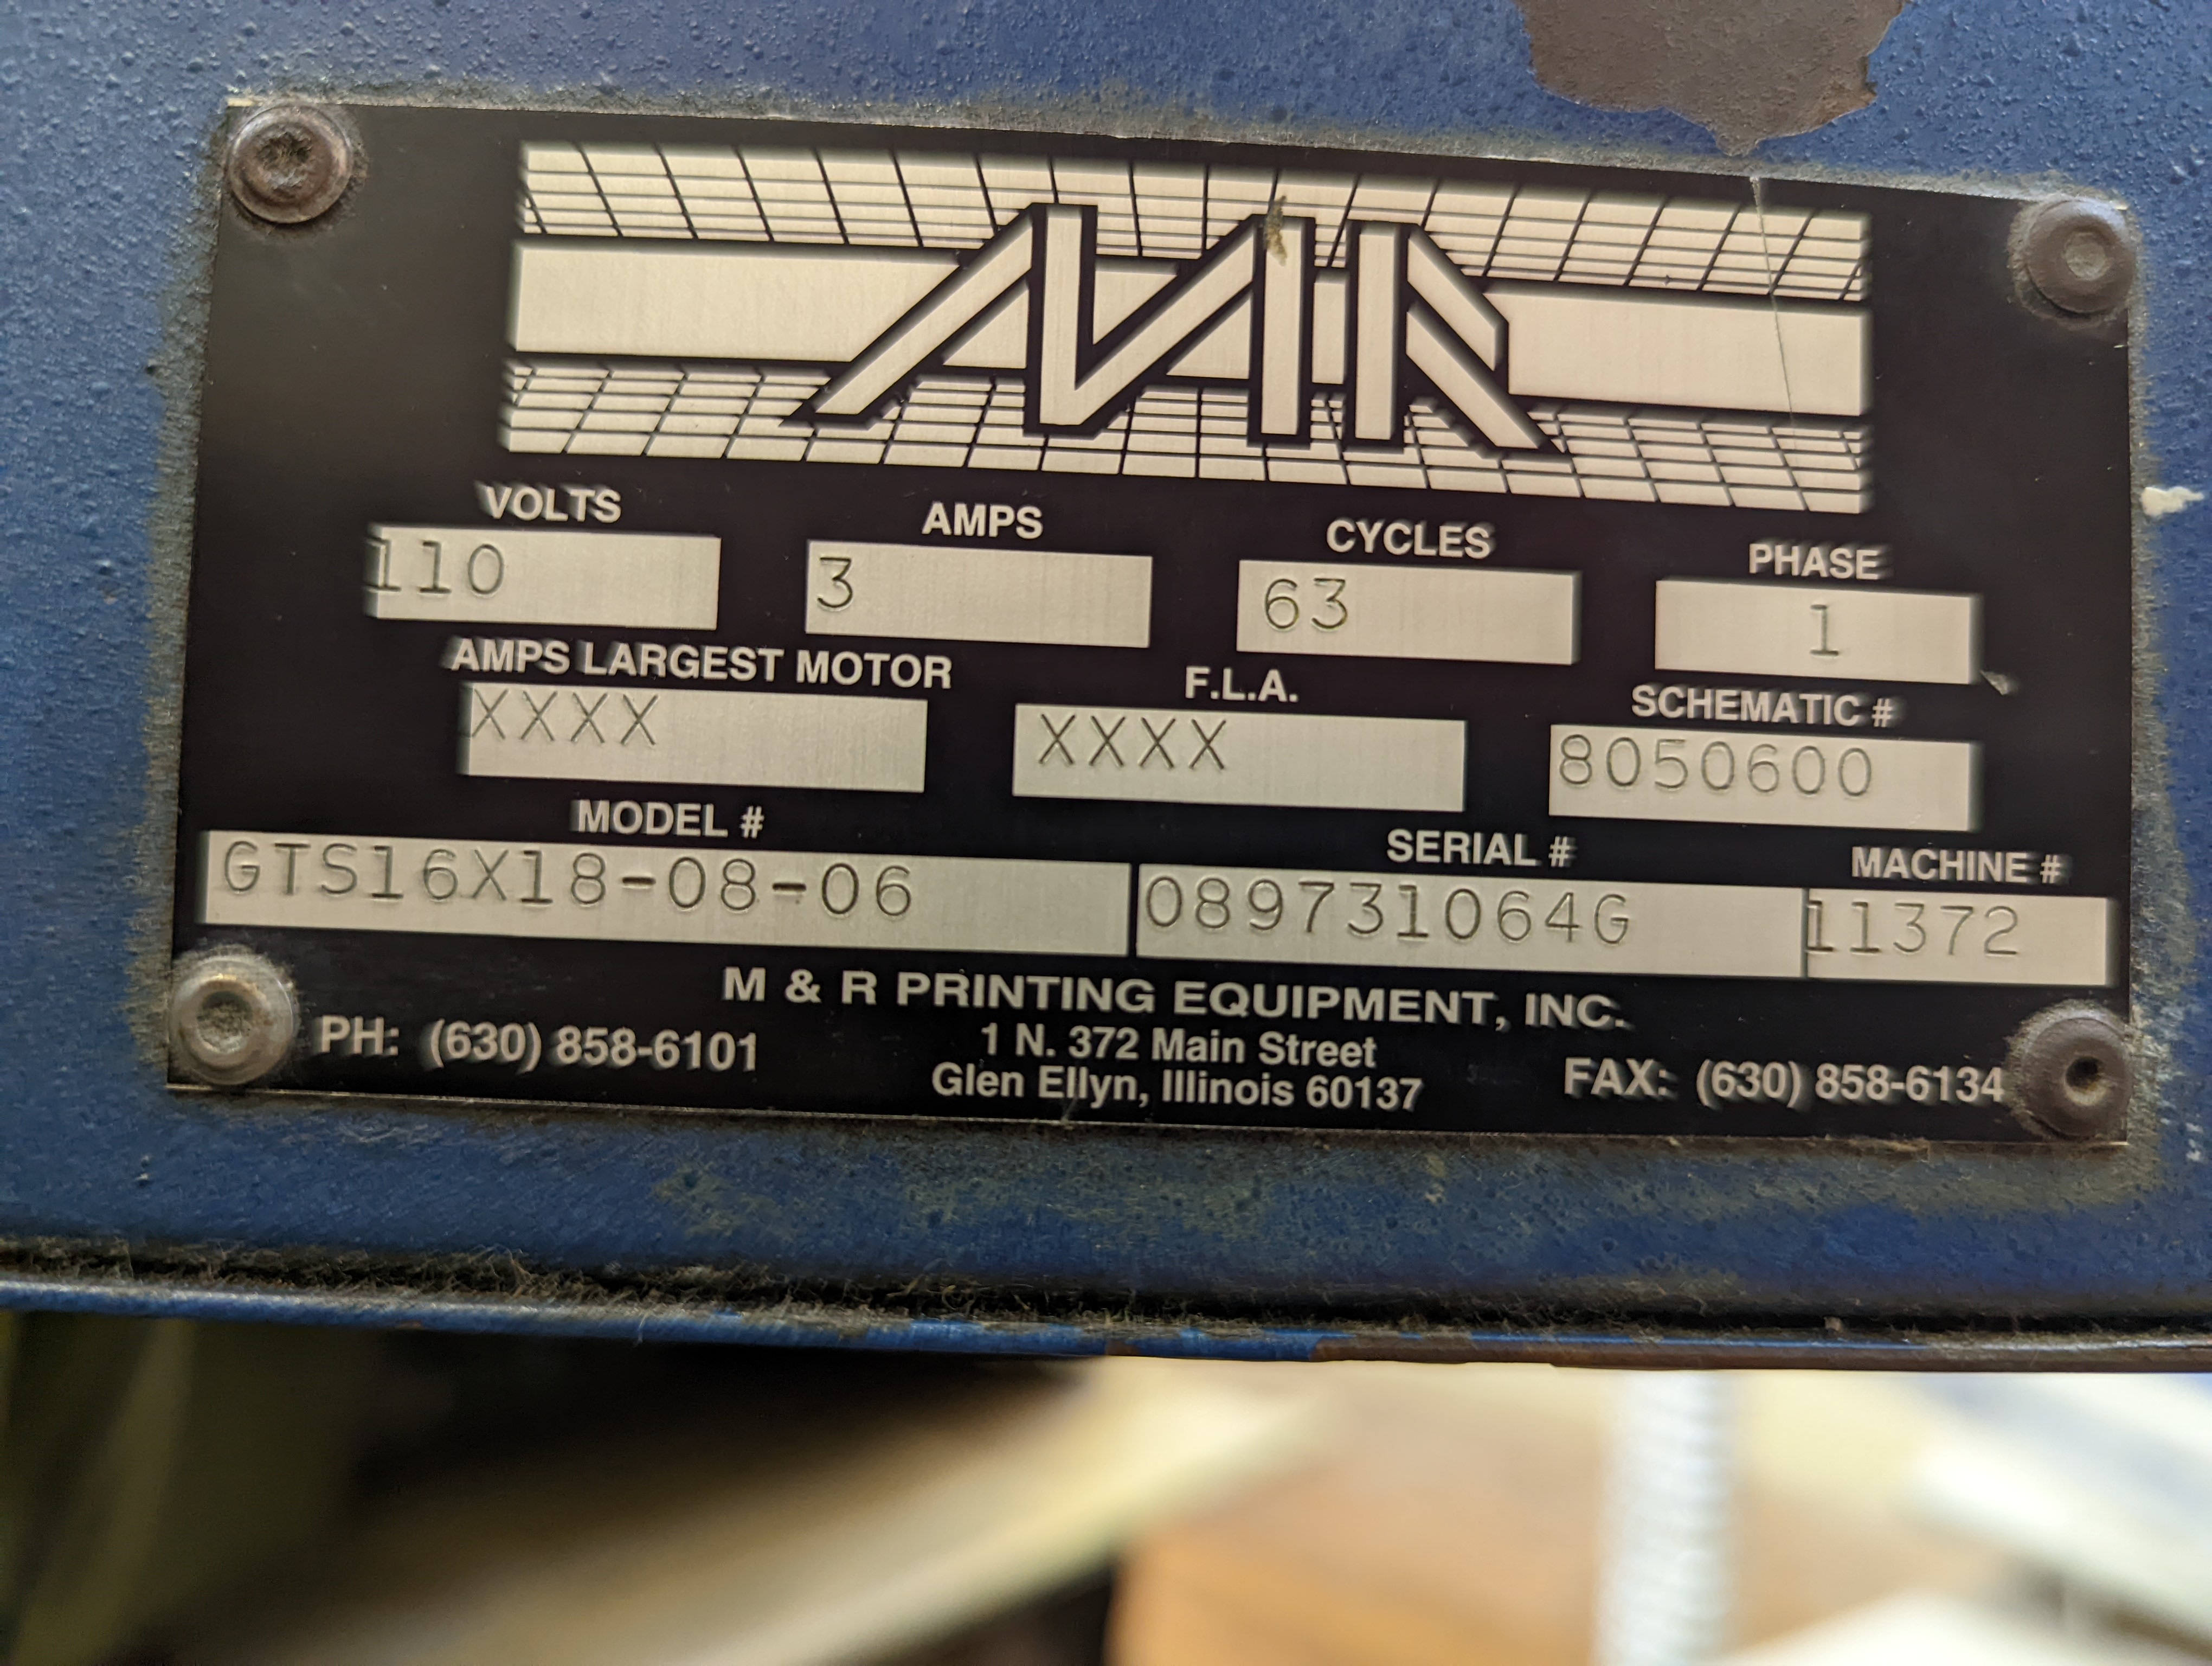 MR
VOLTS AMPS CYCLES PHASE
110 3 63 1
AMPS LARGEST MOTOR F.L.A. SCHEMATIC #
XXXX XXXX 8050600
MODEL # SERIAL # MACHINE #
GTS16X18-08-06 089731064G 11372
M & R PRINTING EQUIPMENT, INC.
PH: (630) 858-6101 1 N. 372 Main Street
Glen Ellyn, Illinois 60137 FAX: (630) 858-6134